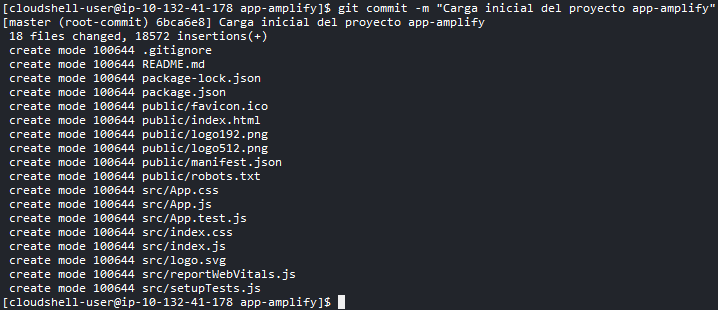 [cloudshell-user@ip-10-132-41-178 app-amplify]$ git commit -m "Carga inicial del proyecto app-amplify"
[master (root-commit) 6bca6e8] Carga inicial del proyecto app-amplify
 18 files changed, 18572 insertions(+)
 create mode 100644 .gitignore
 create mode 100644 README.md
 create mode 100644 package-lock.json
 create mode 100644 package.json
 create mode 100644 public/favicon.ico
 create mode 100644 public/index.html
 create mode 100644 public/logo192.png
 create mode 100644 public/logo512.png
 create mode 100644 public/manifest.json
 create mode 100644 public/robots.txt
 create mode 100644 src/App.css
 create mode 100644 src/App.js
 create mode 100644 src/App.test.js
 create mode 100644 src/index.css
 create mode 100644 src/index.js
 create mode 100644 src/logo.svg
 create mode 100644 src/reportWebVitals.js
 create mode 100644 src/setupTests.js
[cloudshell-user@ip-10-132-41-178 app-amplify]$